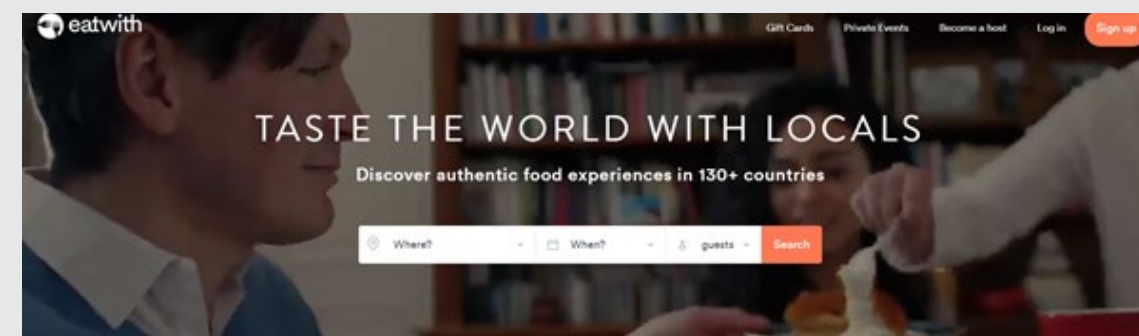 eatwith
Gift Cards Private Events Become a host Log in Sign up
TASTE THE WORLD WITH LOCALS
Discover authentic food experiences in 130+ countries
Where? When? guests Search